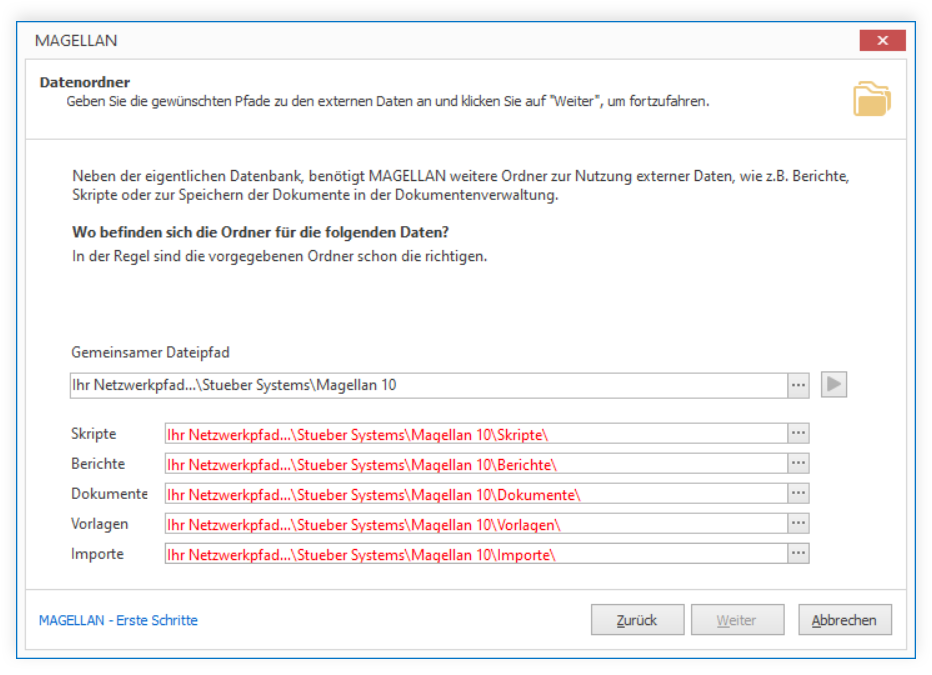 MAGELLAN
Datenordner
Geben Sie die gewünschten Pfade zu den externen Daten an und klicken Sie auf "Weiter", um fortzufahren.
Neben der eigentlichen Datenbank, benötigt MAGELLAN weitere Ordner zur Nutzung externer Daten, wie z.B. Berichte,
Skripte oder zur Speichern der Dokumente in der Dokumentenverwaltung.
Wo befinden sich die Ordner für die folgenden Daten?
In der Regel sind die vorgegebenen Ordner schon die richtigen.
Gemeinsamer Dateipfad
Ihr Netzwerkpfad...\Stueber Systems\Magellan 10
Skripte Ihr Netzwerkpfad...\Stueber Systems\Magellan 10\Skripte\
Berichte Ihr Netzwerkpfad...\Stueber Systems\Magellan 10\Berichte\
Dokumente Ihr Netzwerkpfad...\Stueber Systems\Magellan 10\Dokumente\
Vorlagen Ihr Netzwerkpfad...\Stueber Systems\Magellan 10\Vorlagen\
Importe Ihr Netzwerkpfad...\Stueber Systems\Magellan 10\Importe\
MAGELLAN - Erste Schritte Zurück Weiter Abbrechen